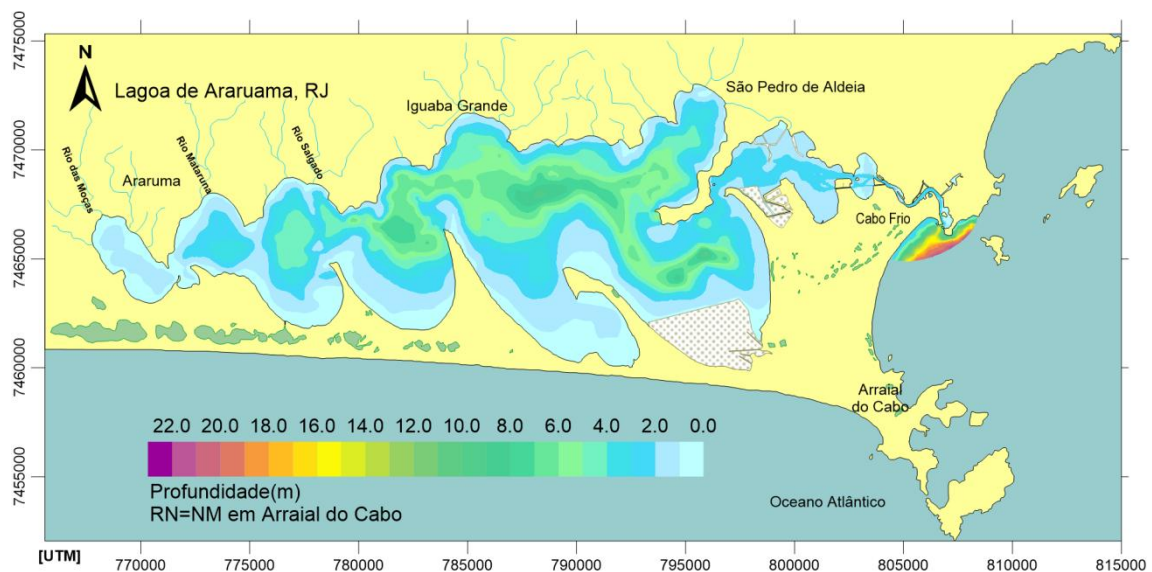 7475000
7470000
7465000
7460000
7455000
N
Lagoa de Araruama, RJ
São Pedro de Aldeia
Iguaba Grande
Rio das Moças
Araruma
Rio Mataruna
Rio Salgado
Cabo Frio
Arraial
do Cabo
22.0 20.0 18.0 16.0 14.0 12.0 10.0 8.0 6.0 4.0 2.0 0.0
Profundidade(m)
RN=NM em Arraial do Cabo
Oceano Atlântico
[UTM]
770000 775000 780000 785000 790000 795000 800000 805000 810000 815000